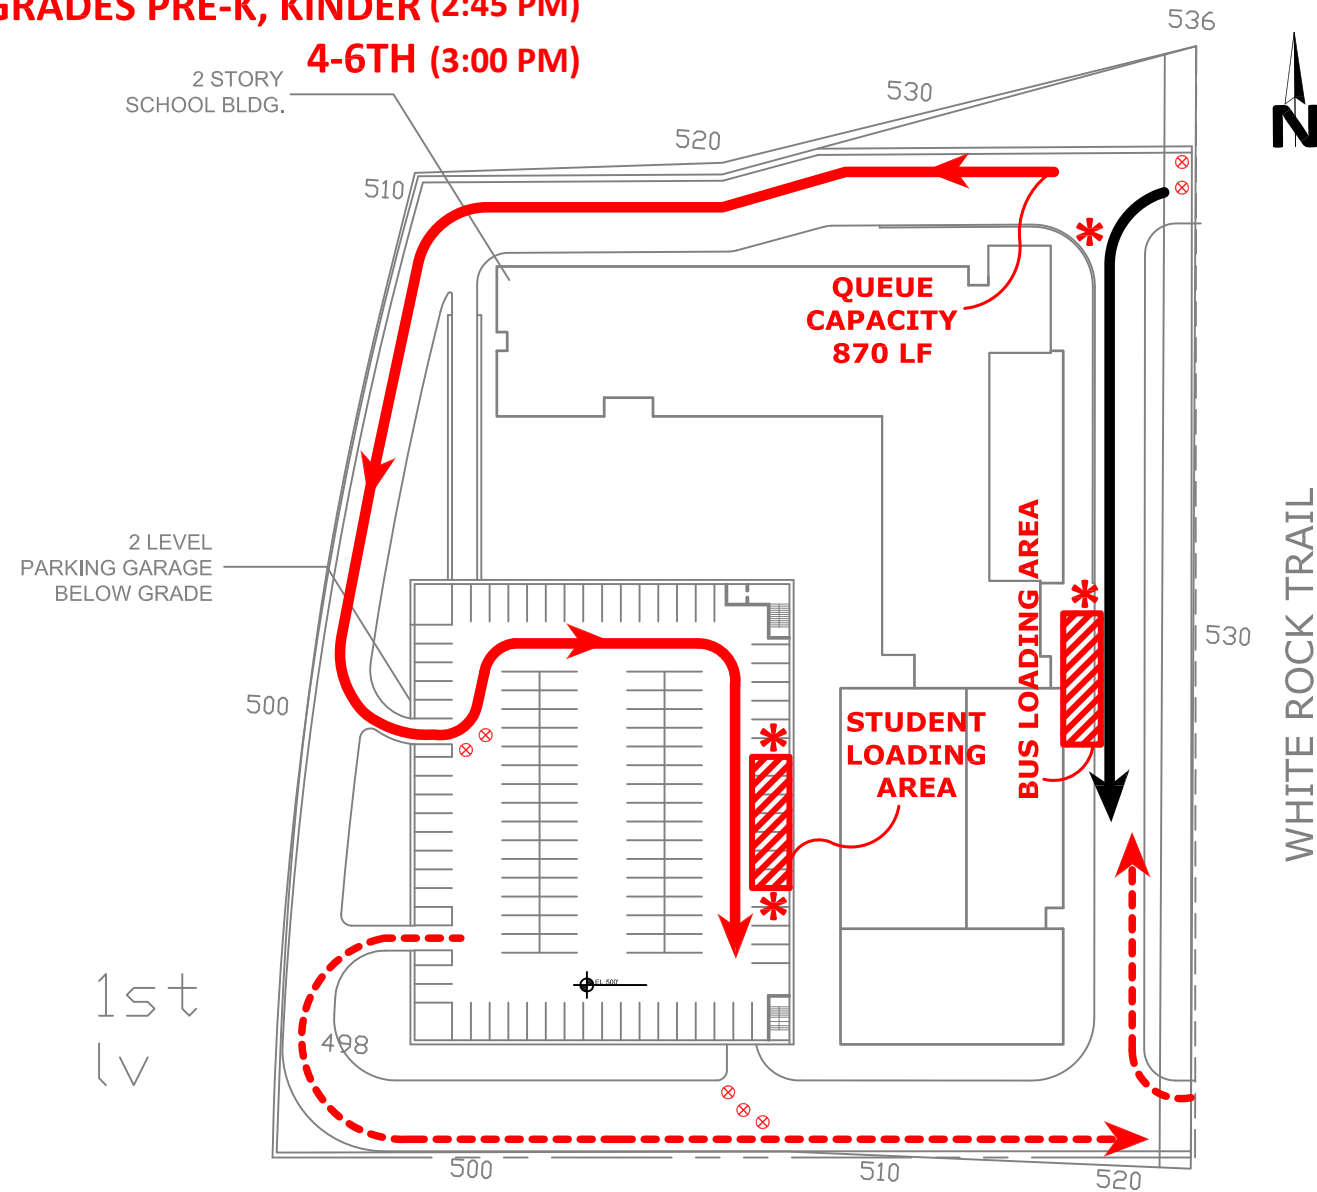 GRADES PRE-K, KINDER (2:45 PM)
4-6TH (3:00 PM)
536
2 STORY
SCHOOL BLDG.
530
520
510
N
QUEUE
CAPACITY
870 LF
2 LEVEL
PARKING GARAGE
BELOW GRADE
BUS LOADING AREA
WHITE ROCK TRAIL
530
500
STUDENT
LOADING
AREA
EL 500'
1st
lv
498
500
510
520